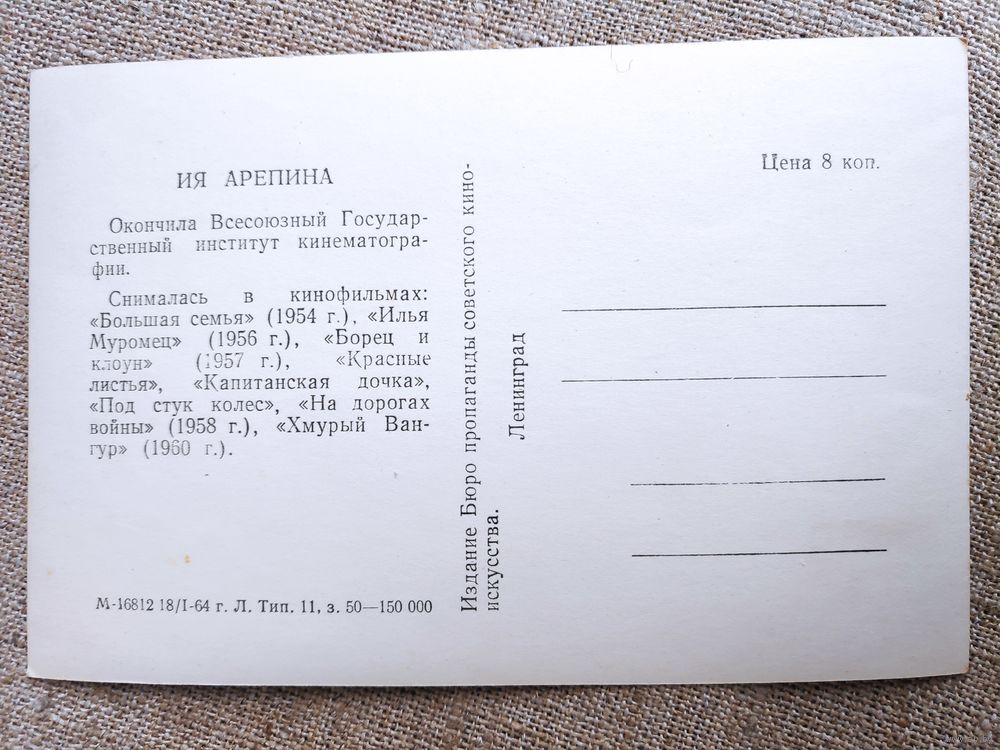 ИЯ АРЕПИНА
Окончила Всесоюзный Государ-
ственный институт кинематогра-
фии.
Снималась в кинофильмах:
«Большая семья» (1954 г.), «Илья
Муромец» (1956 г.), «Борец и
клоун» (1957 г.), «Красные
листья», «Капитанская дочка»,
«Под стук колес», «На дорогах
войны» (1958 г.), «Хмурый Ван-
гур» (1960 г.).
М-16812 18/I-64 г. Л. Тип. 11, з. 50—150 000
Издание Бюро пропаганды советского кино-
искусства.
Ленинград
Цена 8 коп.